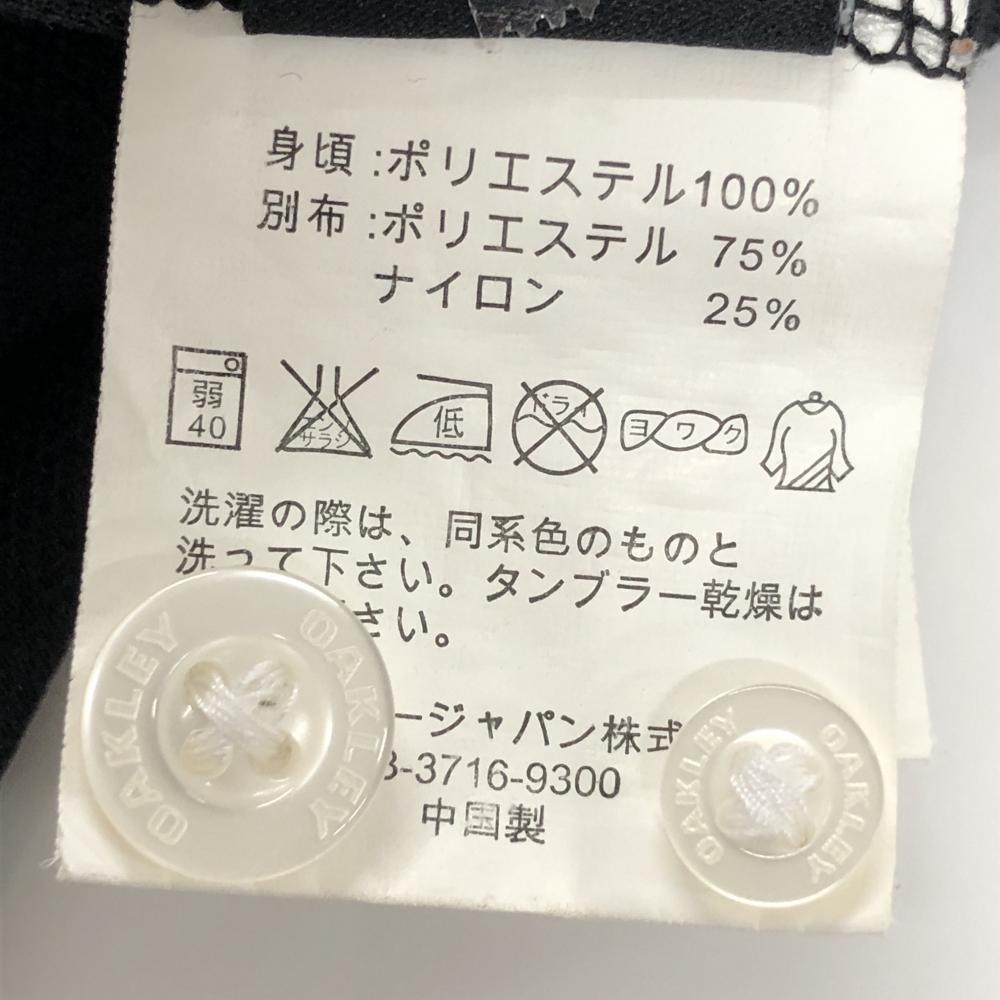 身頃:ポリエステル100%
別布:ポリエステル 75%
ナイロン 25%
弱
40
エンソ
サラシ
低
ドライ
ヨワク
洗濯の際は、同系色のものと
洗って下さい。タンブラー乾燥は
さい。
ージャパン株式
3-3716-9300
中国製
OAKLEY OAKLEY
OAKLEY OAKLEY